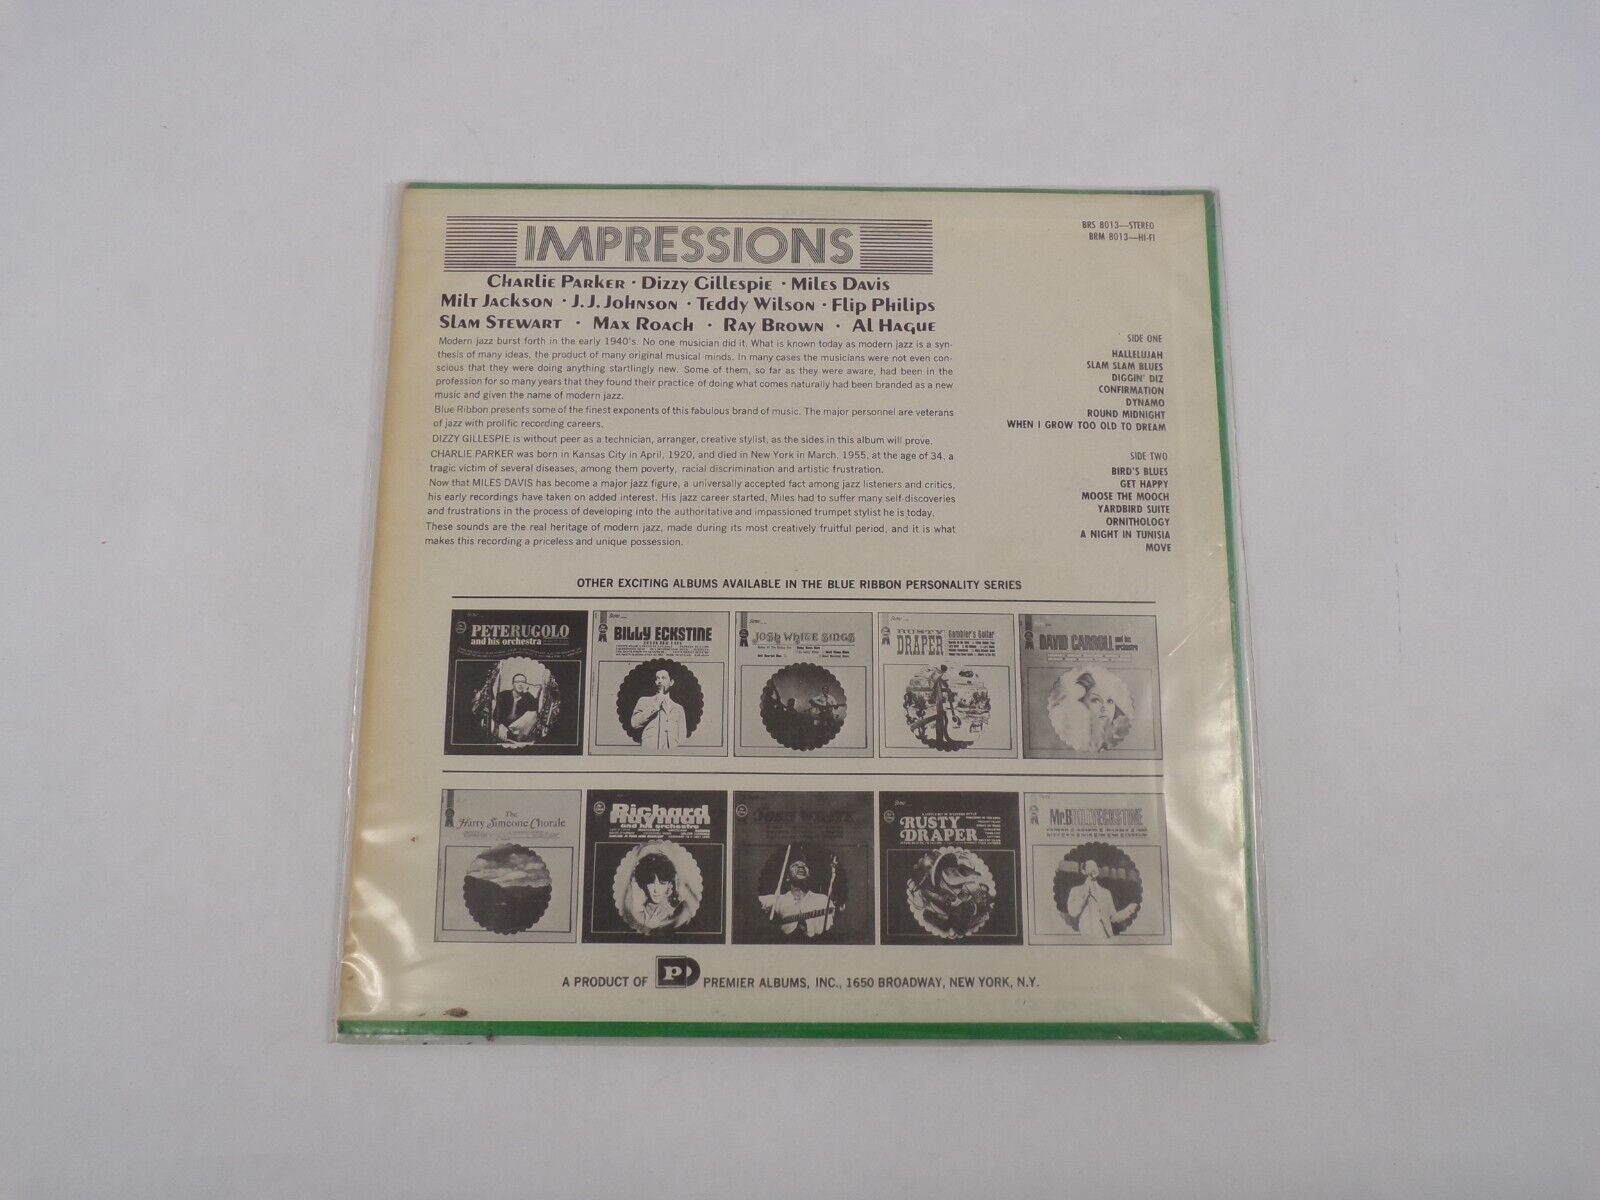 IMPRESSIONS
Charlie Parker · Dizzy Gillespie · Miles Davis
Milt Jackson · J. J. Johnson · Teddy Wilson · Flip Philips
Slam Stewart · Max Roach · Ray Brown · Al Hague
BRS 8013—STEREO
BRM 8013—HI-FI
Modern jazz burst forth in the early 1940's. No one musician did it. What is known today as modern jazz is a syn-
thesis of many ideas, the product of many original musical minds. In many cases the musicians were not even con-
scious that they were doing anything startlingly new. Some of them, so far as they were aware, had been in the
profession for so many years that they found their practice of doing what comes naturally had been branded as a new
music and given the name of modern jazz.
Blue Ribbon presents some of the finest exponents of this fabulous brand of music. The major personnel are veterans
of jazz with prolific recording careers.
DIZZY GILLESPIE is without peer as a technician, arranger, creative stylist, as the sides in this album will prove.
CHARLIE PARKER was born in Kansas City in April, 1920, and died in New York in March, 1955, at the age of 34, a
tragic victim of several diseases, among them poverty, racial discrimination and artistic frustration.
Now that MILES DAVIS has become a major jazz figure, a universally accepted fact among jazz listeners and critics,
his early recordings have taken on added interest. His jazz career started, Miles had to suffer many self-discoveries
and frustrations in the process of developing into the authoritative and impassioned trumpet stylist he is today.
These sounds are the real heritage of modern jazz, made during its most creatively fruitful period, and it is what
makes this recording a priceless and unique possession.
SIDE ONE
HALLELUJAH
SLAM SLAM BLUES
DIGGIN' DIZ
CONFIRMATION
DYNAMO
ROUND MIDNIGHT
WHEN I GROW TOO OLD TO DREAM
SIDE TWO
BIRD'S BLUES
GET HAPPY
MOOSE THE MOOCH
YARDBIRD SUITE
ORNITHOLOGY
A NIGHT IN TUNISIA
MOVE
OTHER EXCITING ALBUMS AVAILABLE IN THE BLUE RIBBON PERSONALITY SERIES
PETE RUGOLO
and his orchestra
BILLY ECKSTINE
JOSH WHITE SINGS
RUSTY
DRAPER
Gambler's Guitar
DAVID CARROLL and his
orchestra
The
Harry Simeone Chorale
Richard
Hayman
and his orchestra
JOSH WHITE
RUSTY
DRAPER
Mr. B BILLY ECKSTINE
A PRODUCT OF P PREMIER ALBUMS, INC., 1650 BROADWAY, NEW YORK, N.Y.